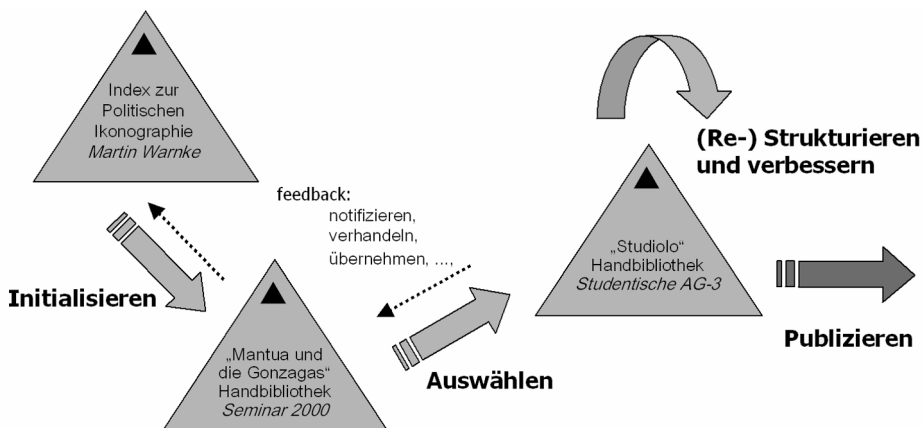 Index zur
Politischen
Ikonographie
Martin Warnke
(Re-) Strukturieren
und verbessern
feedback:
notifizieren,
verhandeln,
übernehmen, ...,
„Studiolo“
Handbibliothek
Studentische AG-3
Initialisieren
Publizieren
„Mantua und
die Gonzagas“
Handbibliothek
Seminar 2000
Auswählen